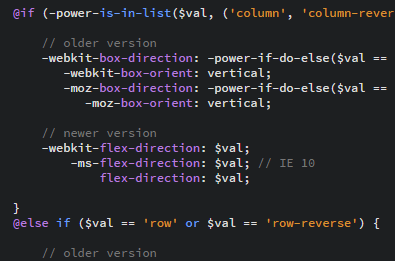 @if (-power-is-in-list($val, ('column', 'column-rever
// older version
-webkit-box-direction: -power-if-do-else($val ==
-webkit-box-orient: vertical;
-moz-box-direction: -power-if-do-else($val ==
-moz-box-orient: vertical;
// newer version
-webkit-flex-direction: $val;
-ms-flex-direction: $val; // IE 10
flex-direction: $val;
}
@else if ($val == 'row' or $val == 'row-reverse') {
// older version